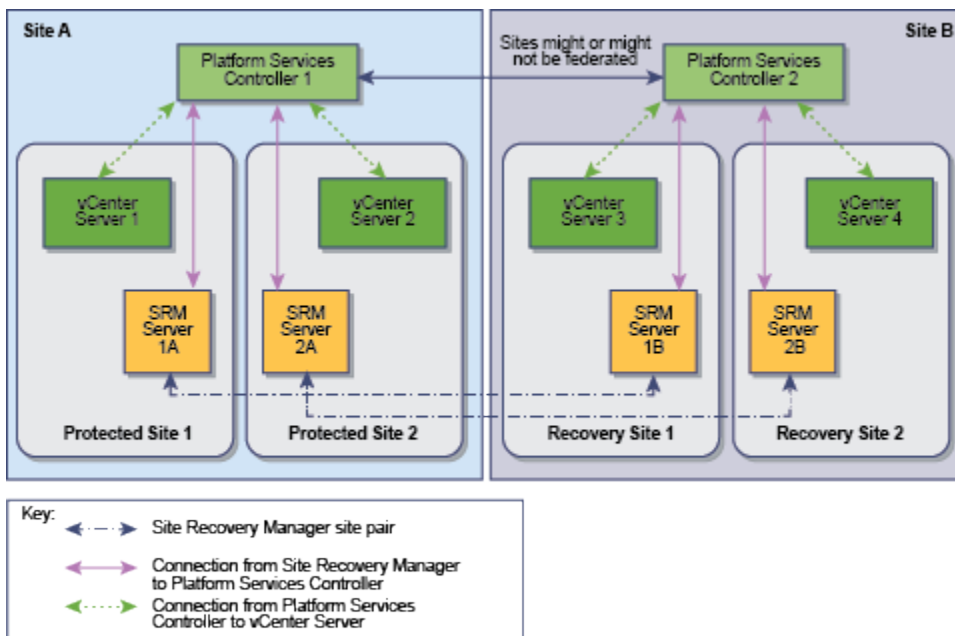 Site A
Site B
Platform Services
Controller 1
Sites might or might
not be federated
Platform Services
Controller 2
vCenter
Server 1
vCenter
Server 2
vCenter
Server 3
vCenter
Server 4
SRM
Server
1A
SRM
Server
2A
SRM
Server
1B
SRM
Server
2B
Protected Site 1
Protected Site 2
Recovery Site 1
Recovery Site 2
Key:
Site Recovery Manager site pair
Connection from Site Recovery Manager
to Platform Services Controller
Connection from Platform Services
Controller to vCenter Server